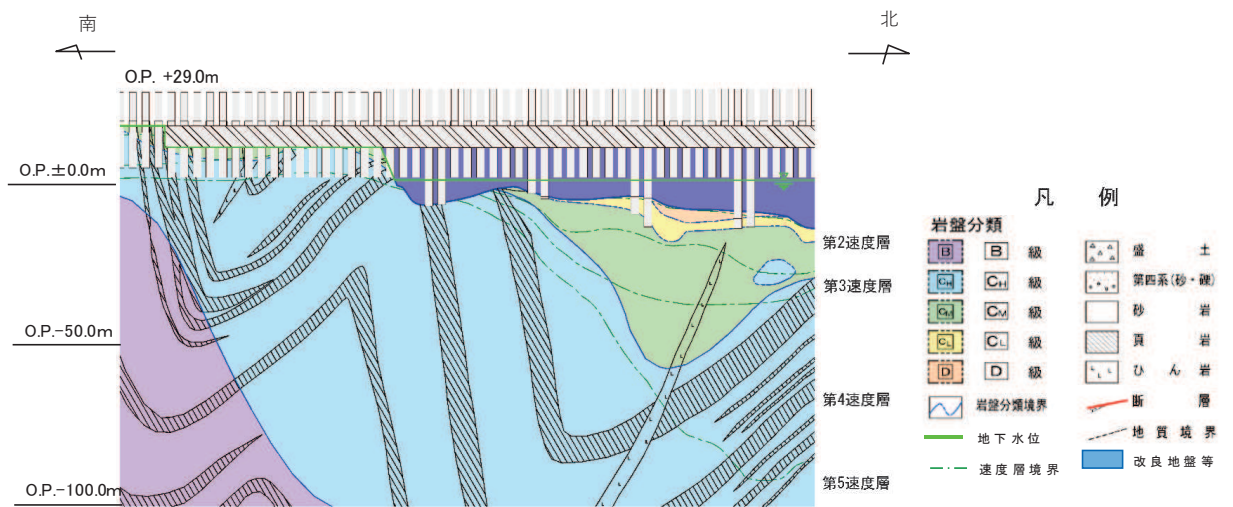 南
北
O.P. +29.0m
O.P.±0.0m
O.P.-50.0m
O.P.-100.0m
第2速度層
第3速度層
第4速度層
第5速度層
凡 例
岩盤分類
B B 級
CH CH 級
CM CM 級
CL CL 級
D D 級
岩盤分類境界
地下水位
速度層境界
盛 土
第四系(砂・礫)
砂 岩
頁 岩
ひ ん 岩
断 層
地 質 境 界
改良地盤等